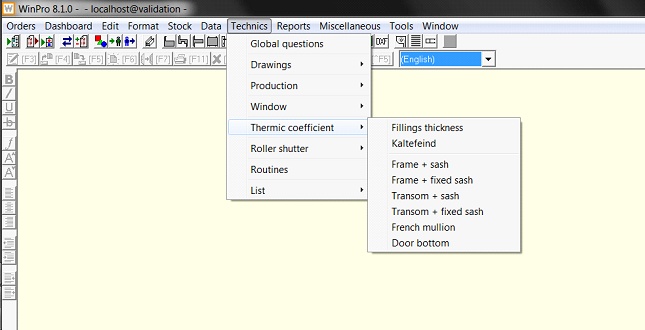 WinPro 8.1.0 - - localhost@validation -
Orders Dashboard Edit Format Stock Data Technics Reports Miscellaneous Tools Window
DXF
[F3] [F4] [F5] [F6] [F7] [F11] ^F5] (English)
B
I
U
b
f
A
A
Global questions
Drawings
Production
Window
Thermic coefficient
Roller shutter
Routines
List
Fillings thickness
Kaltefeind
Frame + sash
Frame + fixed sash
Transom + sash
Transom + fixed sash
French mullion
Door bottom